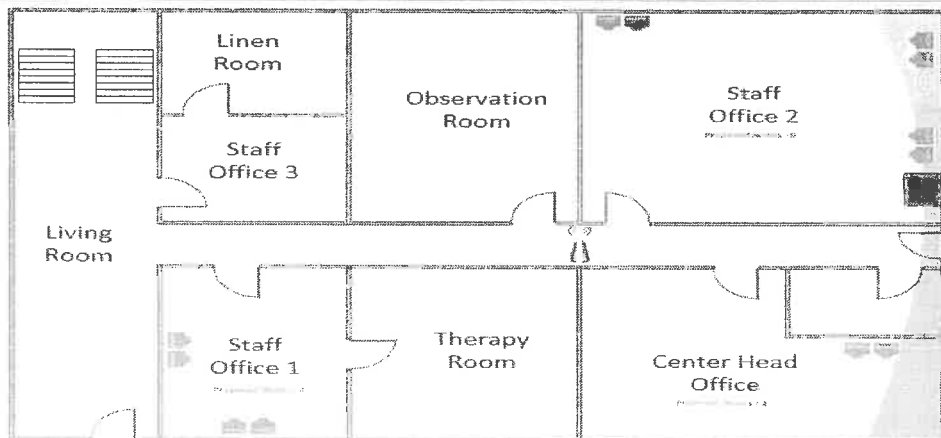 Linen
Room
Observation
Room
Staff
Office 2
Staff
Office 3
Living
Room
Staff
Office 1
Therapy
Room
Center Head
Office